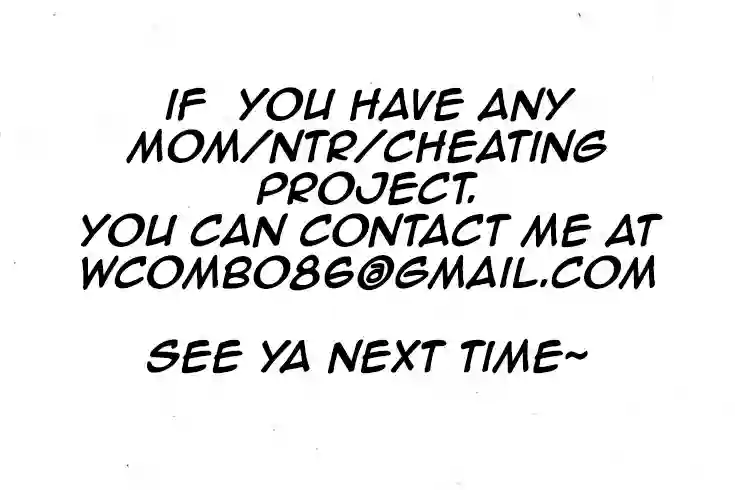 IF YOU HAVE ANY
MOM/NTR/CHEATING
PROJECT.
YOU CAN CONTACT ME AT
WCOMBO86@GMAIL.COM
SEE YA NEXT TIME~